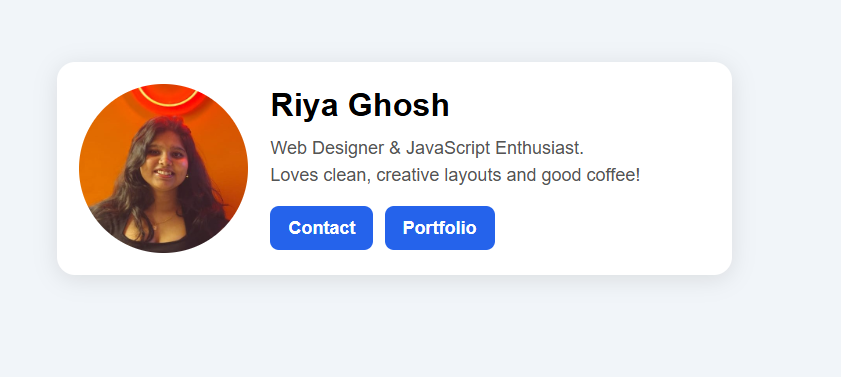 Riya Ghosh
Web Designer & JavaScript Enthusiast.
Loves clean, creative layouts and good coffee!
Contact Portfolio